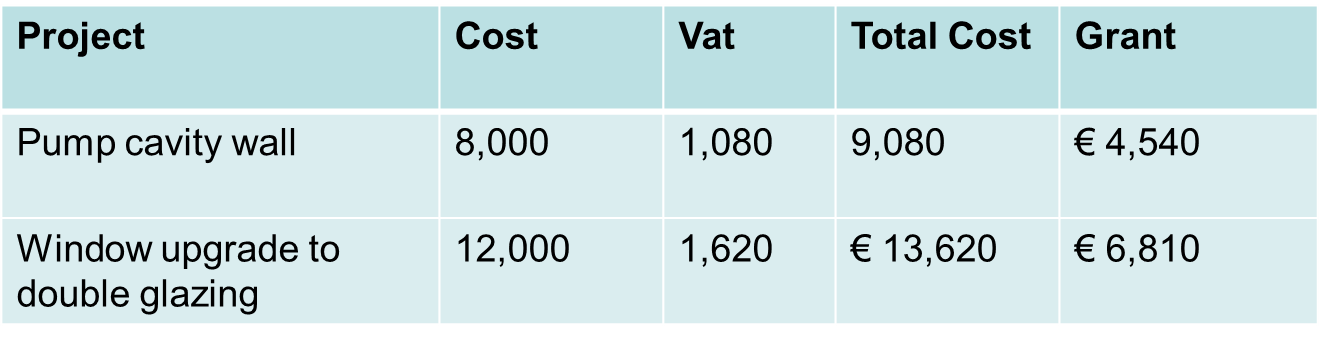 Project Cost Vat Total Cost Grant
Pump cavity wall 8,000 1,080 9,080 € 4,540
Window upgrade to 12,000 1,620 € 13,620 € 6,810
double glazing